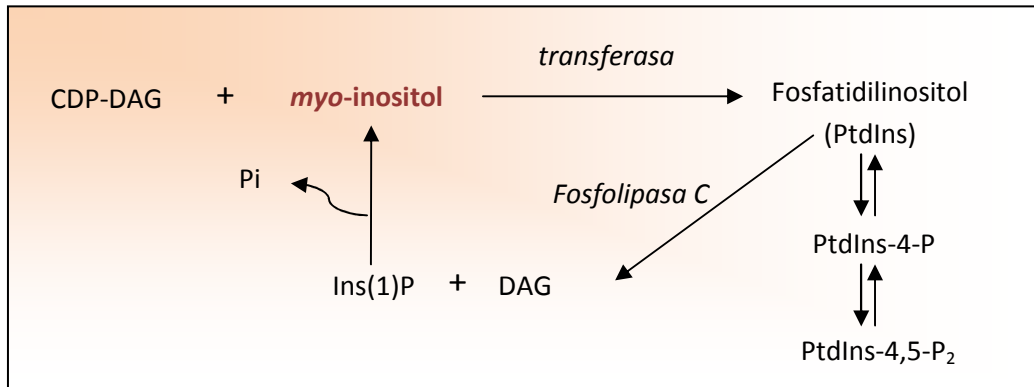 transferasa
CDP-DAG + myo-inositol Fosfatidilinositol
(PtdIns)
Pi
Fosfolipasa C
PtdIns-4-P
Ins(1)P + DAG
PtdIns-4,5-P₂